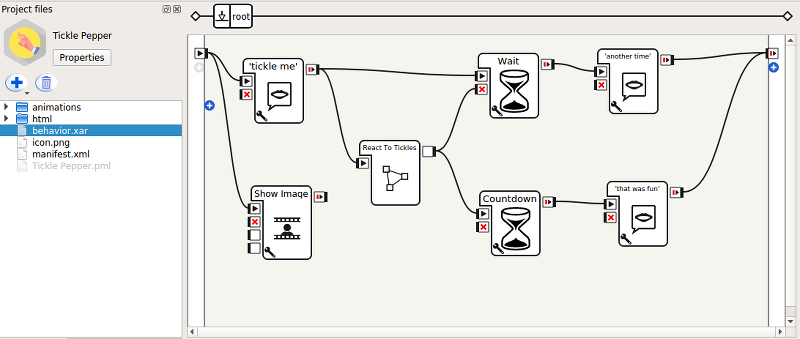 Project files
Tickle Pepper
Properties
animations
html
behavior.xar
icon.png
manifest.xml
Tickle Pepper.pml
root
'tickle me'
Wait
'another time'
React To Tickles
Show Image
Countdown
'that was fun'